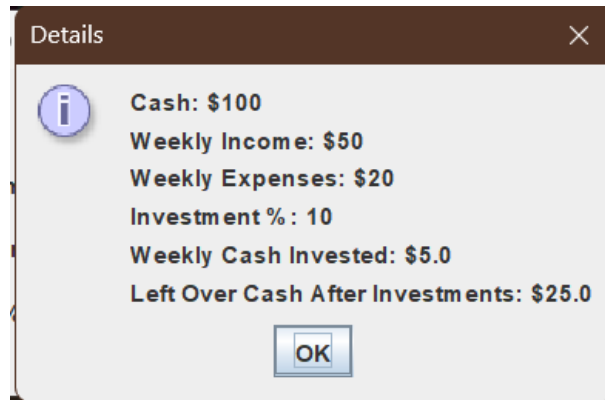 Details
Cash: $100
Weekly Income: $50
Weekly Expenses: $20
Investment %: 10
Weekly Cash Invested: $5.0
Left Over Cash After Investments: $25.0
OK